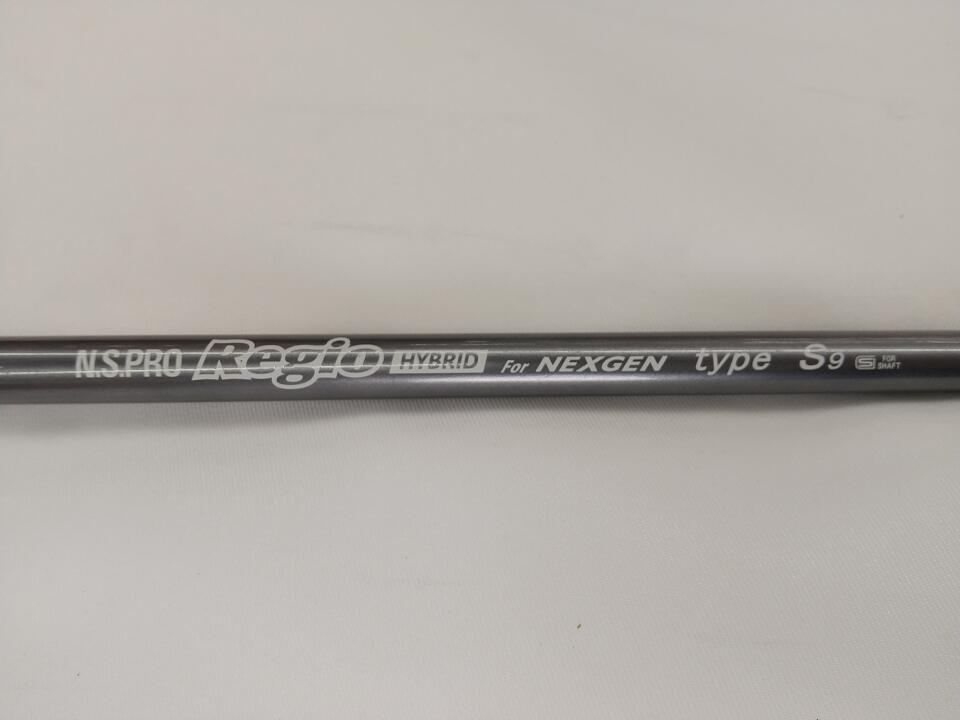 N.S.PRO Regio HYBRID For NEXGEN type S9 S FOR SHAFT